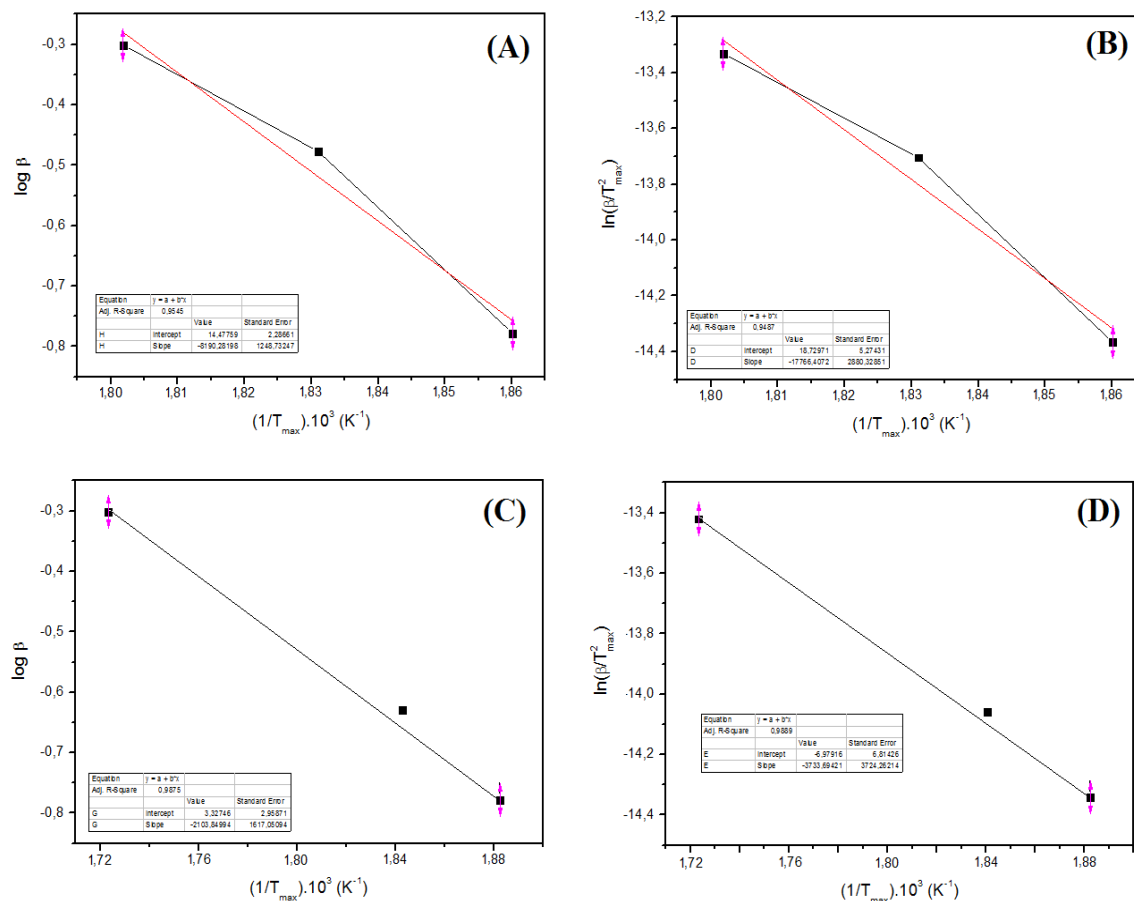 (A)
-0,3
-0,4
-0,5
-0,6
-0,7
-0,8
log β
Equation y = a + b*x
Adj. R-Square 0,9545
Value Standard Error
H Intercept 14,47759 2,28661
H Slope -8190,28198 1248,73247
1,80 1,81 1,82 1,83 1,84 1,85 1,86
(1/Tmax).10³ (K⁻¹)
(B)
-13,2
-13,4
-13,6
-13,8
-14,0
-14,2
-14,4
ln(β/T²max)
Equation y = a + b*x
Adj. R-Square 0,9487
Value Standard Error
D Intercept 18,72971 5,27431
D Slope -17766,4072 2880,32851
1,80 1,81 1,82 1,83 1,84 1,85 1,86
(1/Tmax).10³ (K⁻¹)
(C)
-0,3
-0,4
-0,5
-0,6
-0,7
-0,8
log β
Equation y = a + b*x
Adj. R-Square 0,9875
Value Standard Error
G Intercept 3,32746 2,95871
G Slope -2103,84994 1617,05094
1,72 1,76 1,80 1,84 1,88
(1/Tmax).10³ (K⁻¹)
(D)
-13,4
-13,6
-13,8
-14,0
-14,2
-14,4
ln(β/T²max)
Equation y = a + b*x
Adj. R-Square 0,9889
Value Standard Error
E Intercept -6,97916 6,81426
E Slope -3733,69421 3724,26214
1,72 1,76 1,80 1,84 1,88
(1/Tmax).10³ (K⁻¹)